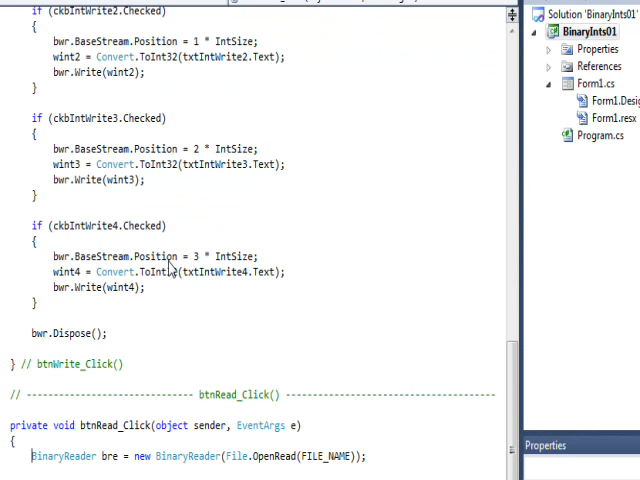 if (ckbIntWrite2.Checked)
{
bwr.BaseStream.Position = 1 * IntSize;
wint2 = Convert.ToInt32(txtIntWrite2.Text);
bwr.Write(wint2);
}
if (ckbIntWrite3.Checked)
{
bwr.BaseStream.Position = 2 * IntSize;
wint3 = Convert.ToInt32(txtIntWrite3.Text);
bwr.Write(wint3);
}
if (ckbIntWrite4.Checked)
{
bwr.BaseStream.Position = 3 * IntSize;
wint4 = (txtIntWrite4.Text);
bwr.Write(wint4);
}
bwr.Dispose();
} // btnWrite_Click()
// ------------------------------- btnRead_Click() ---------------------------------------
private void btnRead_Click(object sender, EventArgs e)
{
BinaryReader bre = new BinaryReader(File.OpenRead(FILE_NAME));
Solution 'BinaryInts01'
BinaryInts01
Properties
References
Form1.cs
Form1.Desi
Form1.resx
Program.cs
Properties